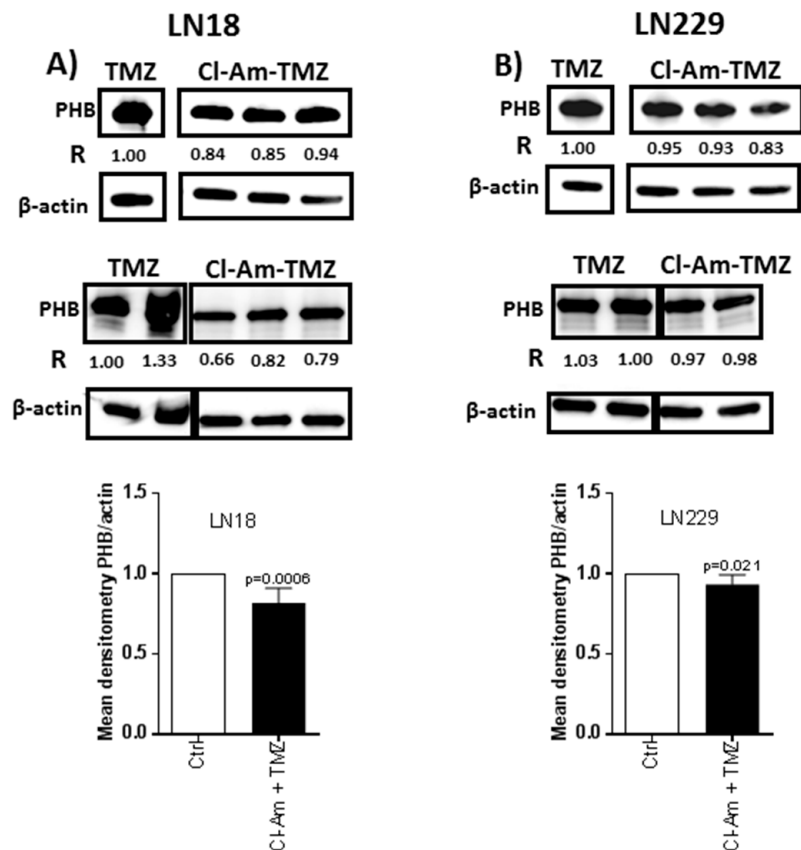 LN18
LN229
A)
TMZ
Cl-Am-TMZ
PHB
R 1.00 0.84 0.85 0.94
β-actin
TMZ
Cl-Am-TMZ
PHB
R 1.00 1.33 0.66 0.82 0.79
β-actin
Mean densitometry PHB/actin
1.5
1.0
0.5
0.0
LN18
p=0.0006
Ctrl
Cl-Am + TMZ
B)
TMZ
Cl-Am-TMZ
PHB
R 1.00 0.95 0.93 0.83
β-actin
TMZ
Cl-Am-TMZ
PHB
R 1.03 1.00 0.97 0.98
β-actin
Mean densitometry PHB/actin
1.5
1.0
0.5
0.0
LN229
p=0.021
Ctrl
Cl-Am + TMZ